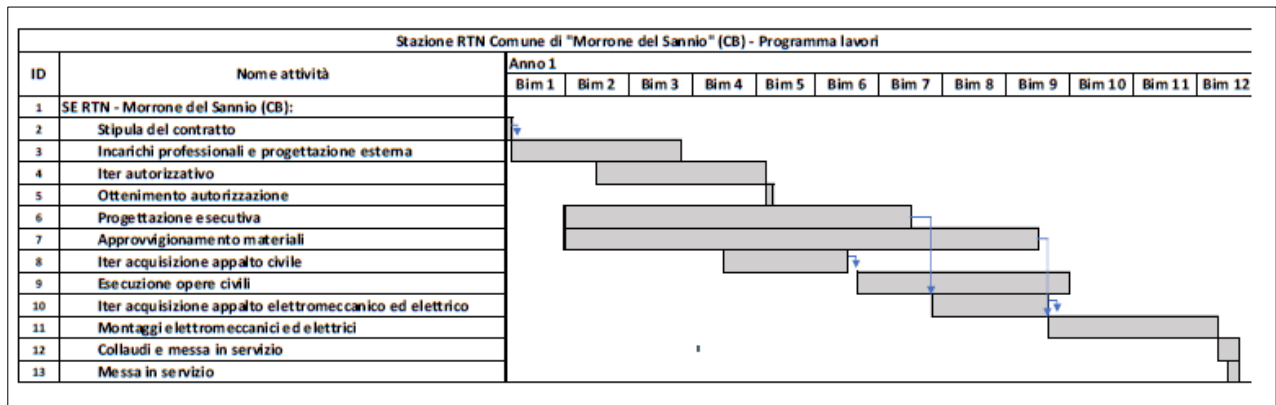 Stazione RTN Comune di "Morrone del Sannio" (CB) - Programma lavori
ID Nome attività Anno 1
Bim 1 Bim 2 Bim 3 Bim 4 Bim 5 Bim 6 Bim 7 Bim 8 Bim 9 Bim 10 Bim 11 Bim 12
1 SE RTN - Morrone del Sannio (CB):
2 Stipula del contratto
3 Incarichi professionali e progettazione esterna
4 Iter autorizzativo
5 Ottenimento autorizzazione
6 Progettazione esecutiva
7 Approvvigionamento materiali
8 Iter acquisizione appalto civile
9 Esecuzione opere civili
10 Iter acquisizione appalto elettromeccanico ed elettrico
11 Montaggi elettromeccanici ed elettrici
12 Collaudi e messa in servizio
13 Messa in servizio